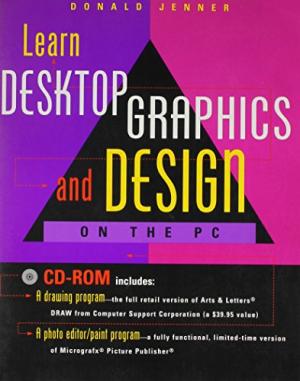 DONALD JENNER
Learn
DESKTOP
GRAPHICS
and DESIGN
ON THE PC
CD-ROM includes:
A drawing program—the full retail version of Arts & Letters®
DRAW from Computer Support Corporation (a $39.95 value)
A photo editor/paint program—a fully functional, limited-time version
of Micrografx® Picture Publisher®